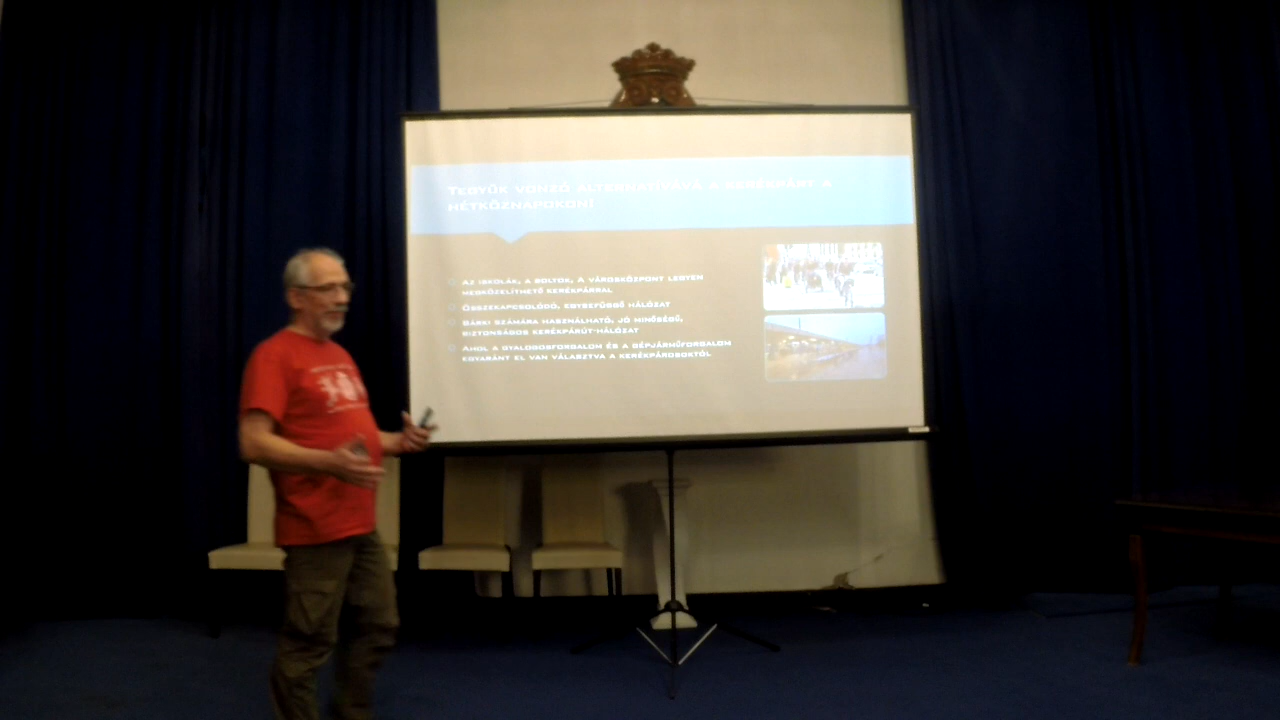 Tegyük vonzó alternatívává a kerékpárt a
hétköznapokon!
Az iskolák, a boltok, a városközpont legyen
megközelíthető kerékpárral
Összekapcsolódó, egybefüggő hálózat
Bárki számára használható, jó minőségű,
biztonságos kerékpárút-hálózat
Ahol a gyalogosforgalom és a gépjárműforgalom
egyaránt el van választva a kerékpárosoktól